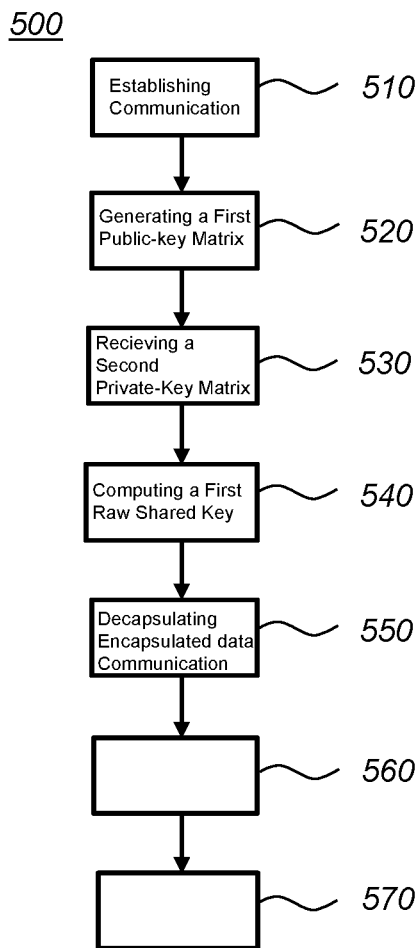 500
Establishing
Communication
510
Generating a First
Public-key Matrix
520
Recieving a
Second
Private-Key Matrix
530
Computing a First
Raw Shared Key
540
Decapsulating
Encapsulated data
Communication
550
560
570